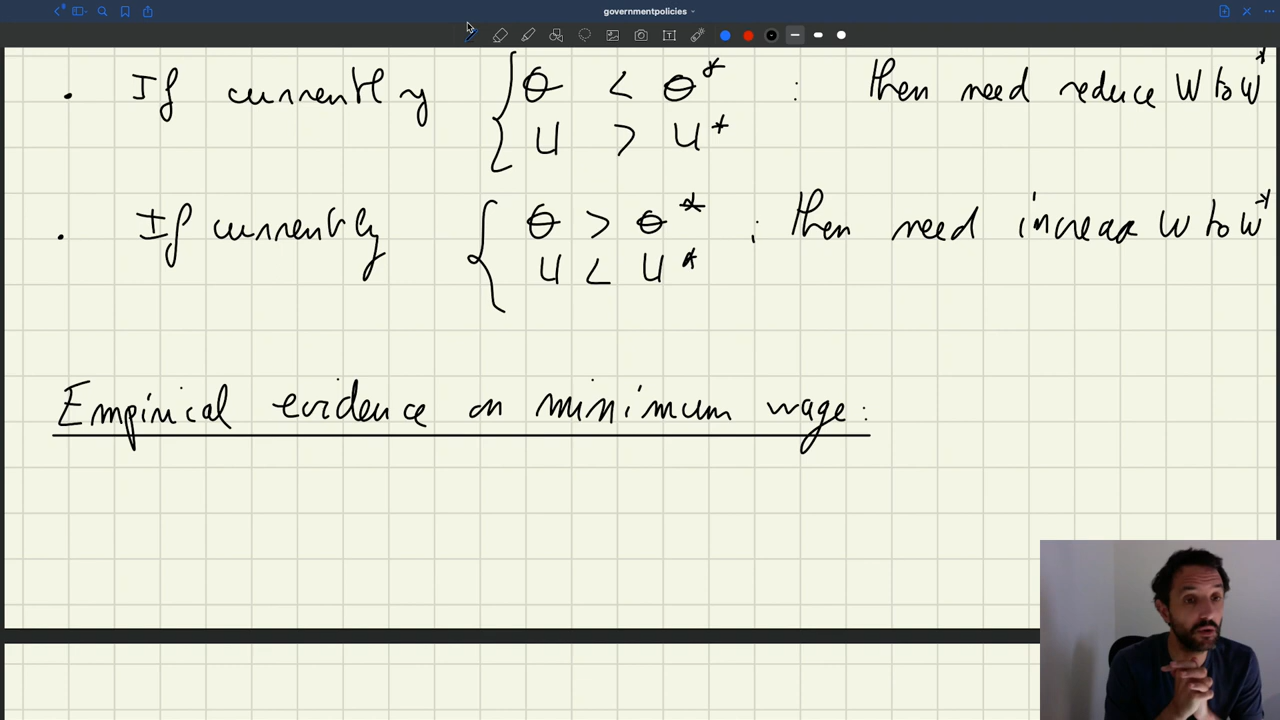 governmentpolicies
• If currently { θ < θ* : then need reduce W to W*
u > u*
• If currently { θ > θ* ; then need increase W to W*
u < u*
Empirical evidence on minimum wage: